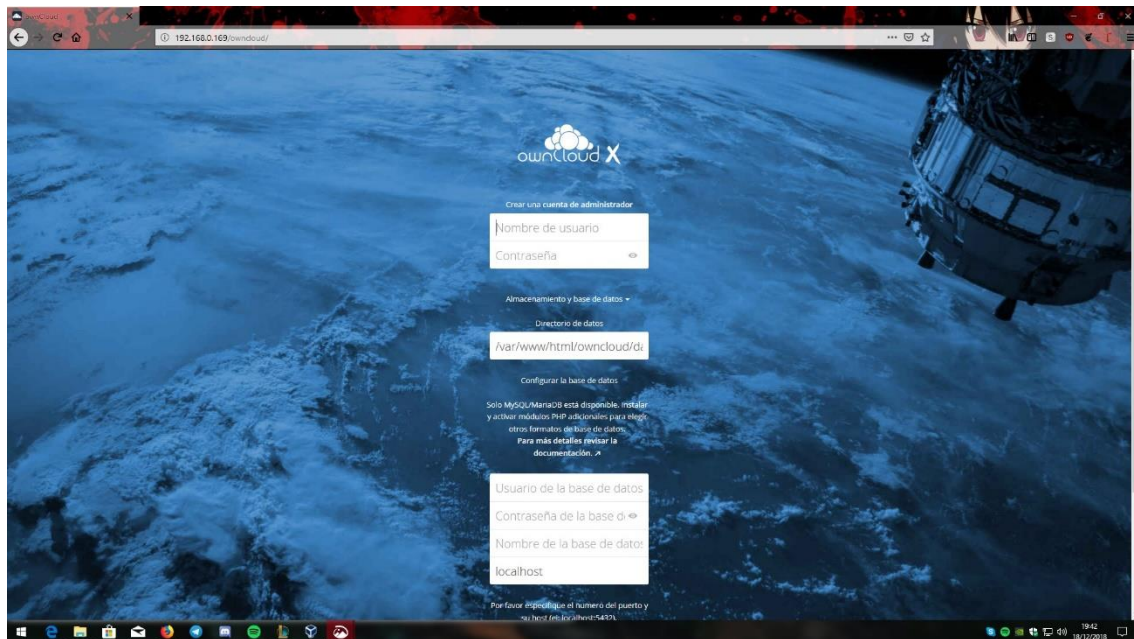 ownCloud
192.168.0.169/owncloud/
ownCloud X
Crear una cuenta de administrador
Nombre de usuario
Contraseña
Almacenamiento y base de datos
Directorio de datos
/var/www/html/owncloud/da
Configurar la base de datos
Solo MySQL/MariaDB está disponible. Instalar
y activar módulos PHP adicionales para elegir
otros formatos de base de datos.
Para más detalles revisar la
documentación.
Usuario de la base de datos
Contraseña de la base d
Nombre de la base de datos
localhost
Por favor especifique el numero del puerto y
su host (ej: localhost:5432).
19:42
18/12/2018